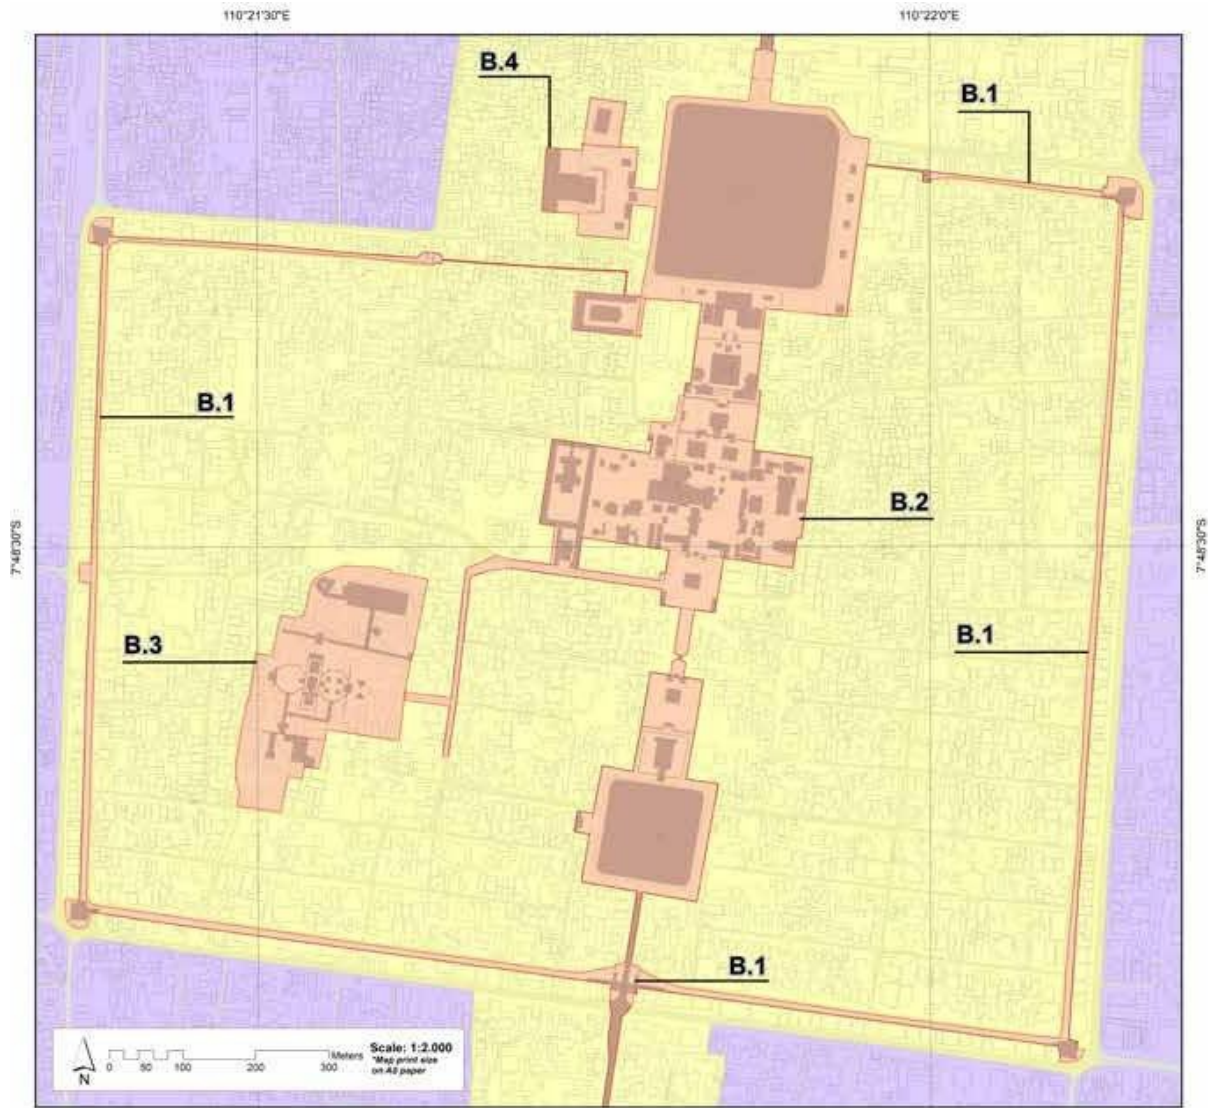 110°21'30"E
110°22'0"E
B.4
B.1
B.1
B.2
7°48'30"S
7°48'30"S
B.3
B.1
B.1
Scale: 1:2.000
*Map print size
on A0 paper
0 50 100 200 300 Meters
N